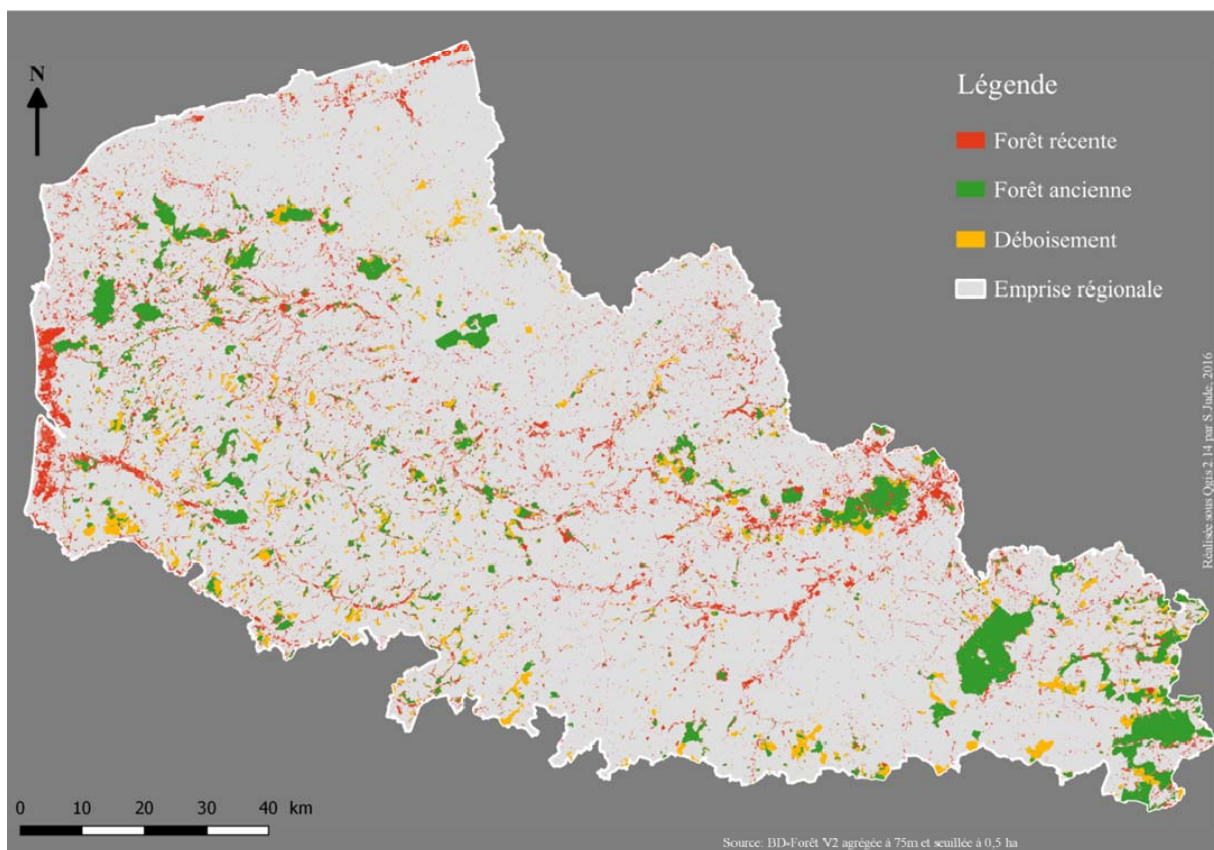 N
Légende
Forêt récente
Forêt ancienne
Déboisement
Emprise régionale
Réalisée sous Qgis 2.14 par S Jude, 2016
0 10 20 30 40 km
Source: BD-Forêt V2 agrégée à 75m et seuillée à 0,5 ha